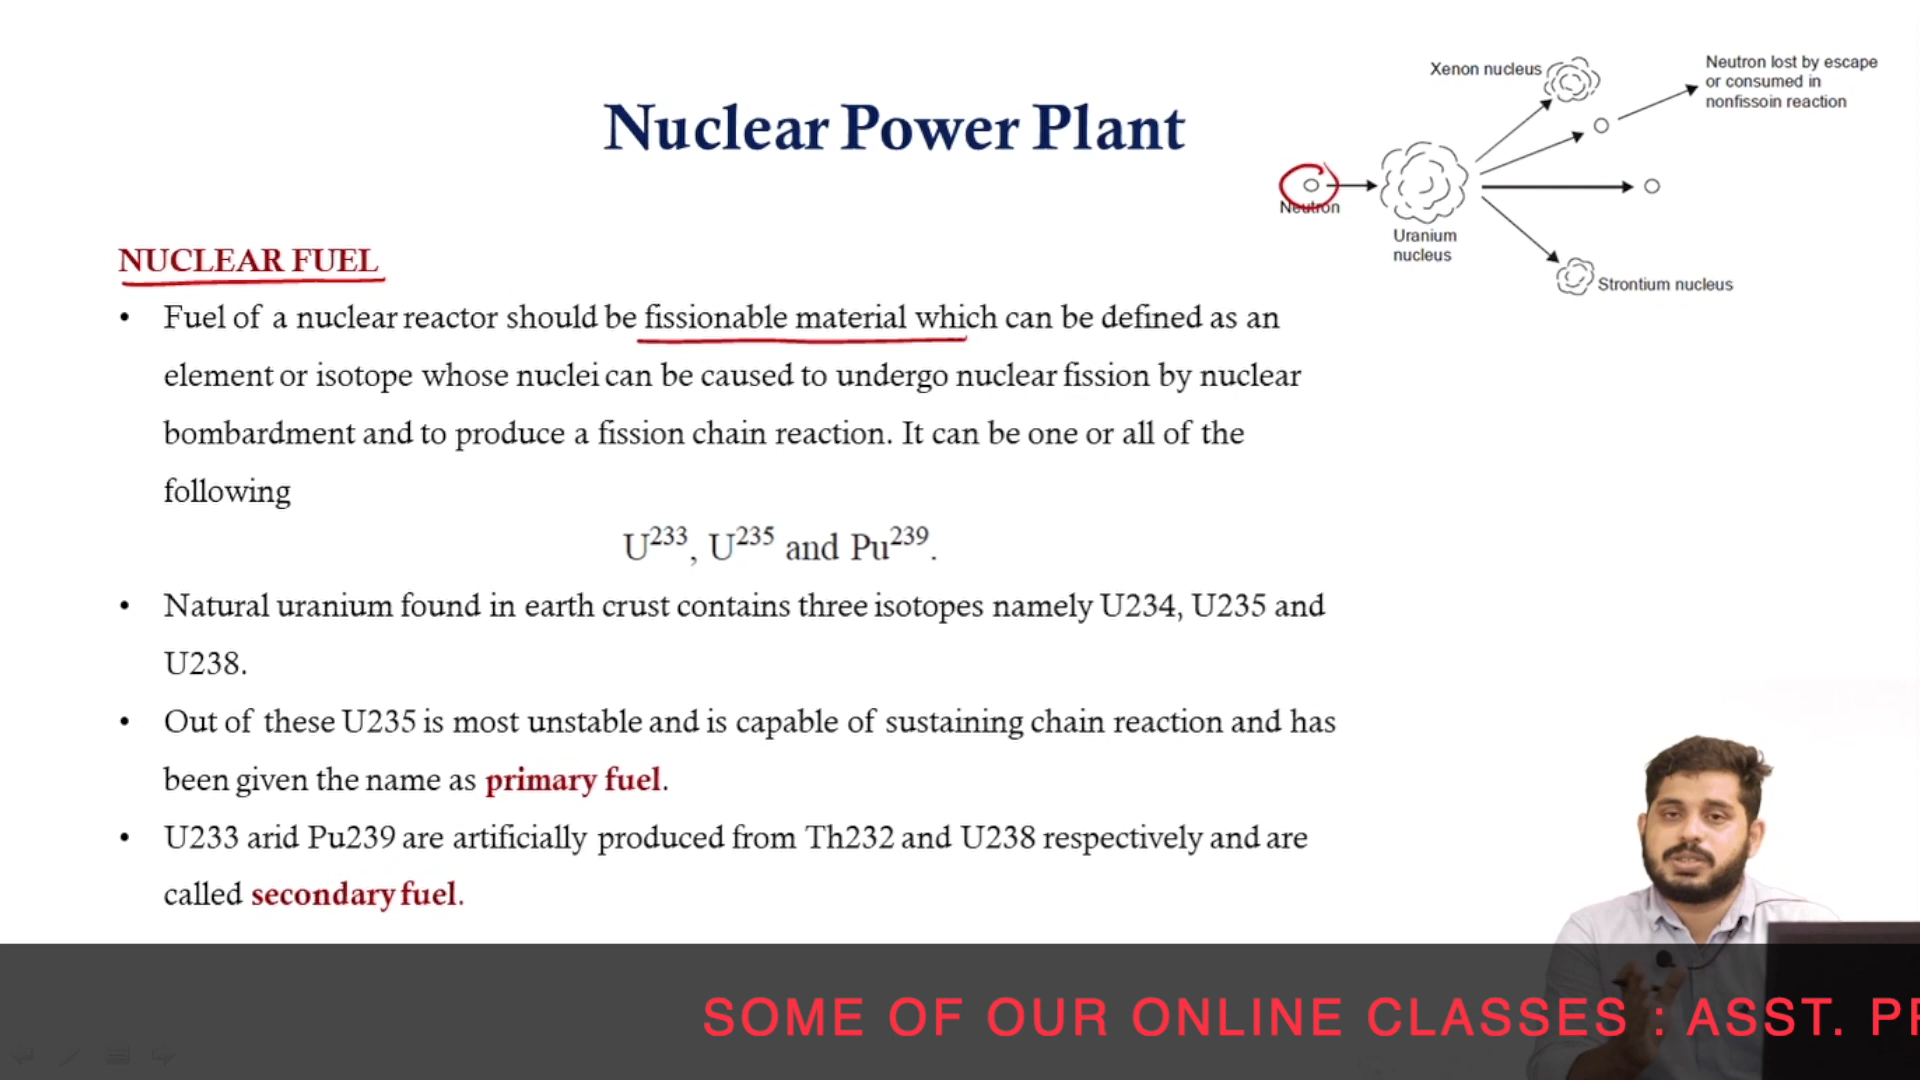 Nuclear Power Plant
Xenon nucleus
Neutron lost by escape
or consumed in
nonfissoin reaction
Neutron
Uranium
nucleus
Strontium nucleus
NUCLEAR FUEL
• Fuel of a nuclear reactor should be fissionable material which can be defined as an
element or isotope whose nuclei can be caused to undergo nuclear fission by nuclear
bombardment and to produce a fission chain reaction. It can be one or all of the
following
U²³³, U²³⁵ and Pu²³⁹.
• Natural uranium found in earth crust contains three isotopes namely U234, U235 and
U238.
• Out of these U235 is most unstable and is capable of sustaining chain reaction and has
been given the name as primary fuel.
• U233 arid Pu239 are artificially produced from Th232 and U238 respectively and are
called secondary fuel.
SOME OF OUR ONLINE CLASSES : ASST. PR